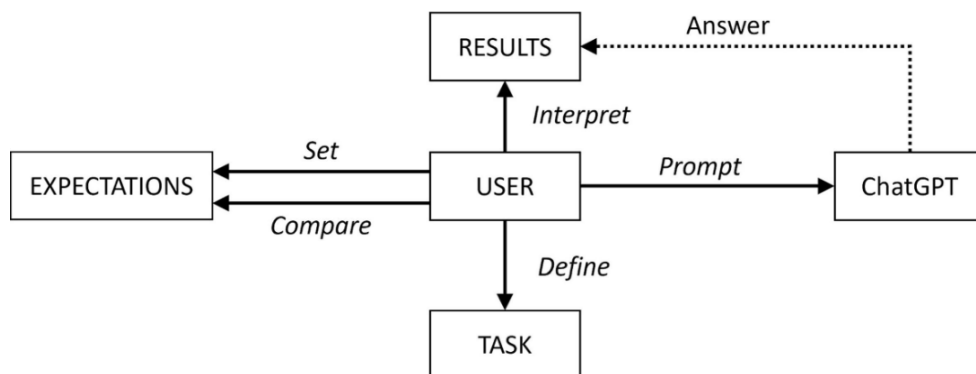 Answer
RESULTS
Interpret
Set
Prompt
EXPECTATIONS
USER
ChatGPT
Compare
Define
TASK